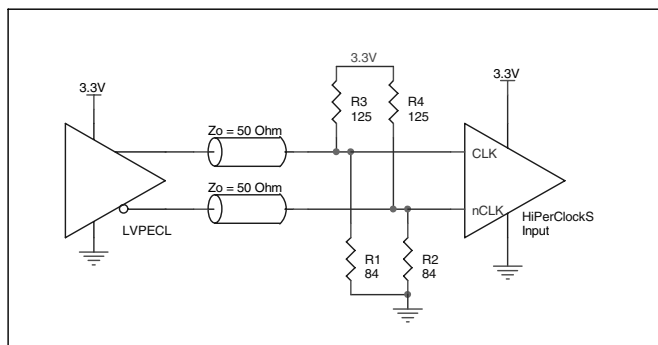 3.3V
3.3V
3.3V
R3
125
R4
125
Zo = 50 Ohm
CLK
Zo = 50 Ohm
nCLK
HiPerClockS
Input
LVPECL
R1
84
R2
84